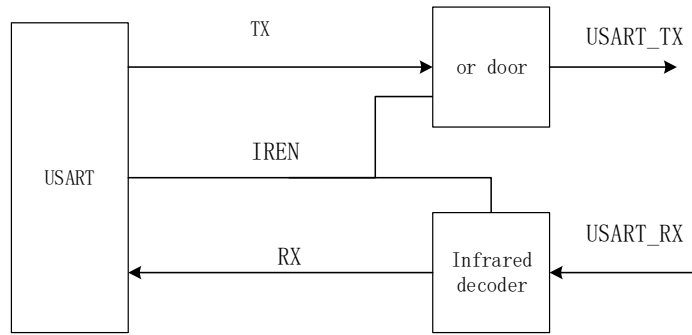 TX
USART_TX
or door
IREN
USART
USART_RX
RX
Infrared
decoder